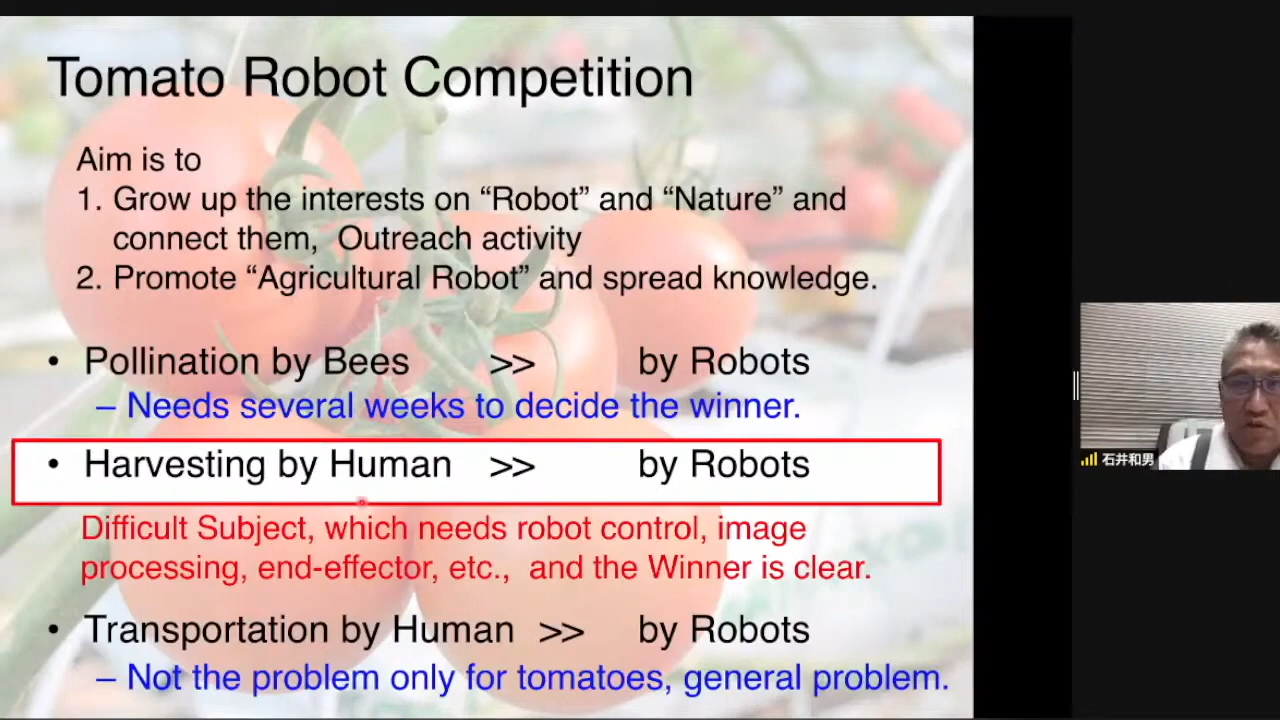 Tomato Robot Competition
Aim is to
1. Grow up the interests on “Robot” and “Nature” and
connect them,  Outreach activity
2. Promote “Agricultural Robot” and spread knowledge.
• Pollination by Bees >> by Robots
– Needs several weeks to decide the winner.
• Harvesting by Human >> by Robots
Difficult Subject, which needs robot control, image
processing, end-effector, etc.,  and the Winner is clear.
• Transportation by Human >> by Robots
– Not the problem only for tomatoes, general problem.
石井和男